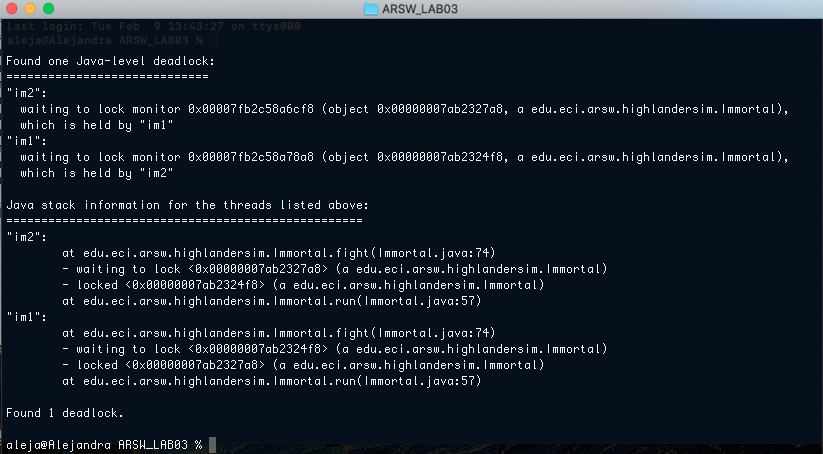 ARSW_LAB03
Last login: Tue Feb  9 13:43:27 on ttys000
aleja@Alejandra ARSW_LAB03 %
Found one Java-level deadlock:
=============================
"im2":
  waiting to lock monitor 0x00007fb2c58a6cf8 (object 0x00000007ab2327a8, a edu.eci.arsw.highlandersim.Immortal),
  which is held by "im1"
"im1":
  waiting to lock monitor 0x00007fb2c58a78a8 (object 0x00000007ab2324f8, a edu.eci.arsw.highlandersim.Immortal),
  which is held by "im2"
Java stack information for the threads listed above:
===================================================
"im2":
        at edu.eci.arsw.highlandersim.Immortal.fight(Immortal.java:74)
        - waiting to lock <0x00000007ab2327a8> (a edu.eci.arsw.highlandersim.Immortal)
        - locked <0x00000007ab2324f8> (a edu.eci.arsw.highlandersim.Immortal)
        at edu.eci.arsw.highlandersim.Immortal.run(Immortal.java:57)
"im1":
        at edu.eci.arsw.highlandersim.Immortal.fight(Immortal.java:74)
        - waiting to lock <0x00000007ab2324f8> (a edu.eci.arsw.highlandersim.Immortal)
        - locked <0x00000007ab2327a8> (a edu.eci.arsw.highlandersim.Immortal)
        at edu.eci.arsw.highlandersim.Immortal.run(Immortal.java:57)
Found 1 deadlock.
aleja@Alejandra ARSW_LAB03 %